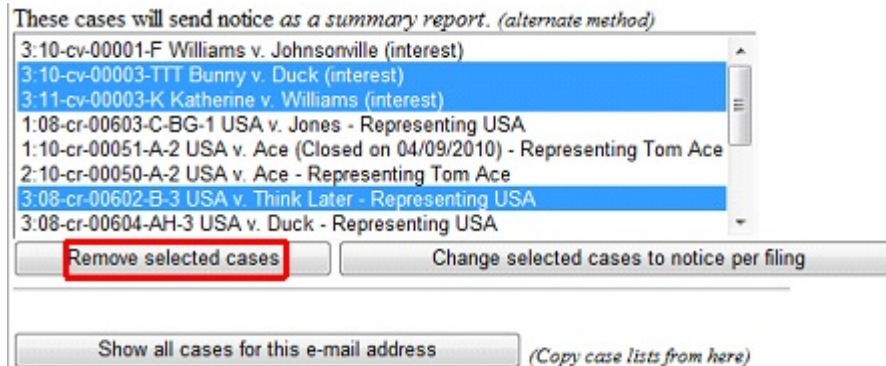 These cases will send notice as a summary report. (alternate method)
3:10-cv-00001-F Williams v. Johnsonville (interest)
3:10-cv-00003-TTT Bunny v. Duck (interest)
3:11-cv-00003-K Katherine v. Williams (interest)
1:08-cr-00603-C-BG-1 USA v. Jones - Representing USA
1:10-cr-00051-A-2 USA v. Ace (Closed on 04/09/2010) - Representing Tom Ace
2:10-cr-00050-A-2 USA v. Ace - Representing Tom Ace
3:08-cr-00602-B-3 USA v. Think Later - Representing USA
3:08-cr-00604-AH-3 USA v. Duck - Representing USA
Remove selected cases Change selected cases to notice per filing
Show all cases for this e-mail address (Copy case lists from here)